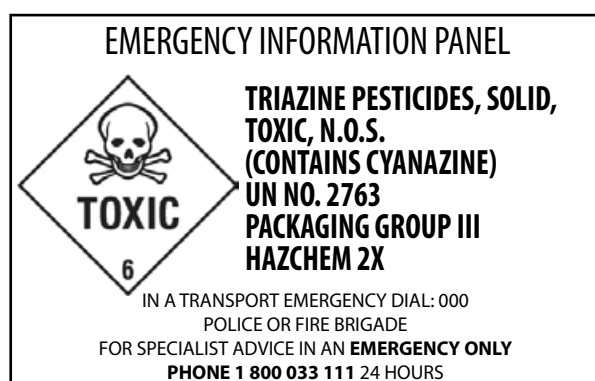 EMERGENCY INFORMATION PANEL
TOXIC
6
TRIAZINE PESTICIDES, SOLID,
TOXIC, N.O.S.
(CONTAINS CYANAZINE)
UN NO. 2763
PACKAGING GROUP III
HAZCHEM 2X
IN A TRANSPORT EMERGENCY DIAL: 000
POLICE OR FIRE BRIGADE
FOR SPECIALIST ADVICE IN AN EMERGENCY ONLY
PHONE 1 800 033 111 24 HOURS